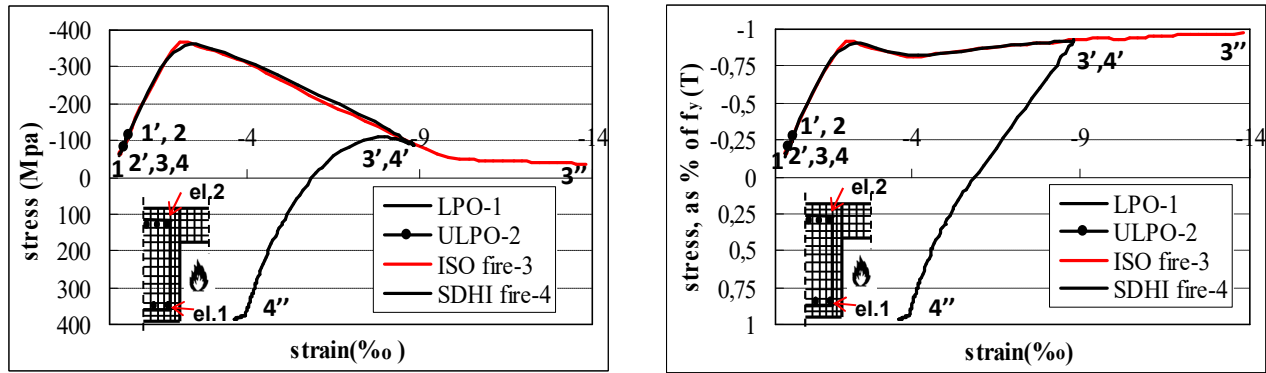 -400
-300
-200
-100
0
100
200
300
400
stress (Mpa)
-4
-9
-14
1', 2
1 2',3,4
3',4'
3''
4''
el.2
el.1
LPO-1
ULPO-2
ISO fire-3
SDHI fire-4
strain(‰ )
-1
-0,75
-0,5
-0,25
0
0,25
0,5
0,75
1
stress, as % of fy (T)
-4
-9
-14
1', 2
1 2',3,4
3',4'
3''
4''
el.2
el.1
LPO-1
ULPO-2
ISO fire-3
SDHI fire-4
strain(‰)